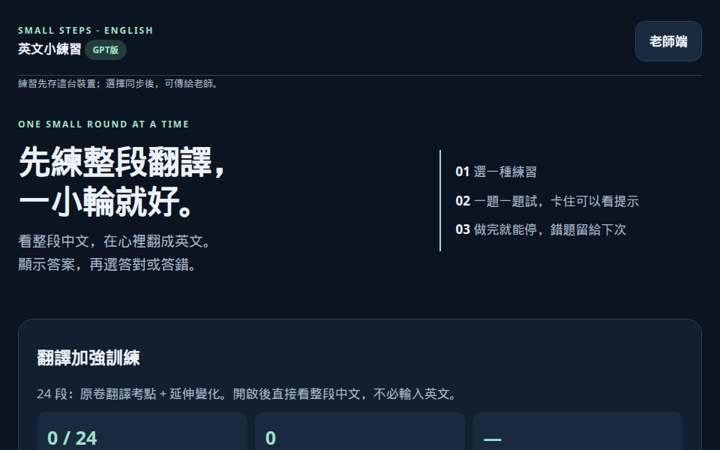 SMALL STEPS · ENGLISH
英文小練習 GPT版
老師端
練習先存這台裝置；選擇同步後，可傳給老師。
ONE SMALL ROUND AT A TIME
先練整段翻譯，
一小輪就好。
看整段中文，在心裡翻成英文。
顯示答案，再選答對或答錯。
01 選一種練習
02 一題一題試，卡住可以看提示
03 做完就能停，錯題留給下次
翻譯加強訓練
24 段：原卷翻譯考點 + 延伸變化。開啟後直接看整段中文，不必輸入英文。
0 / 24
0
—